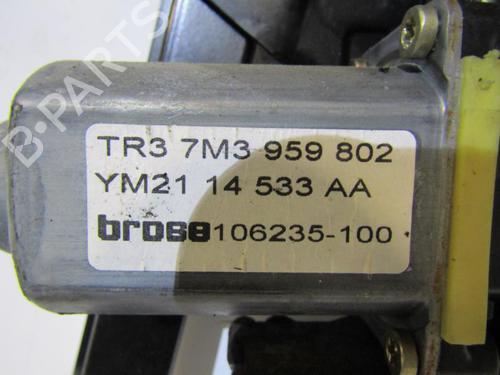 B-PARTS
TR3 7M3 959 802
YM21 14 533 AA
brose 106235-100